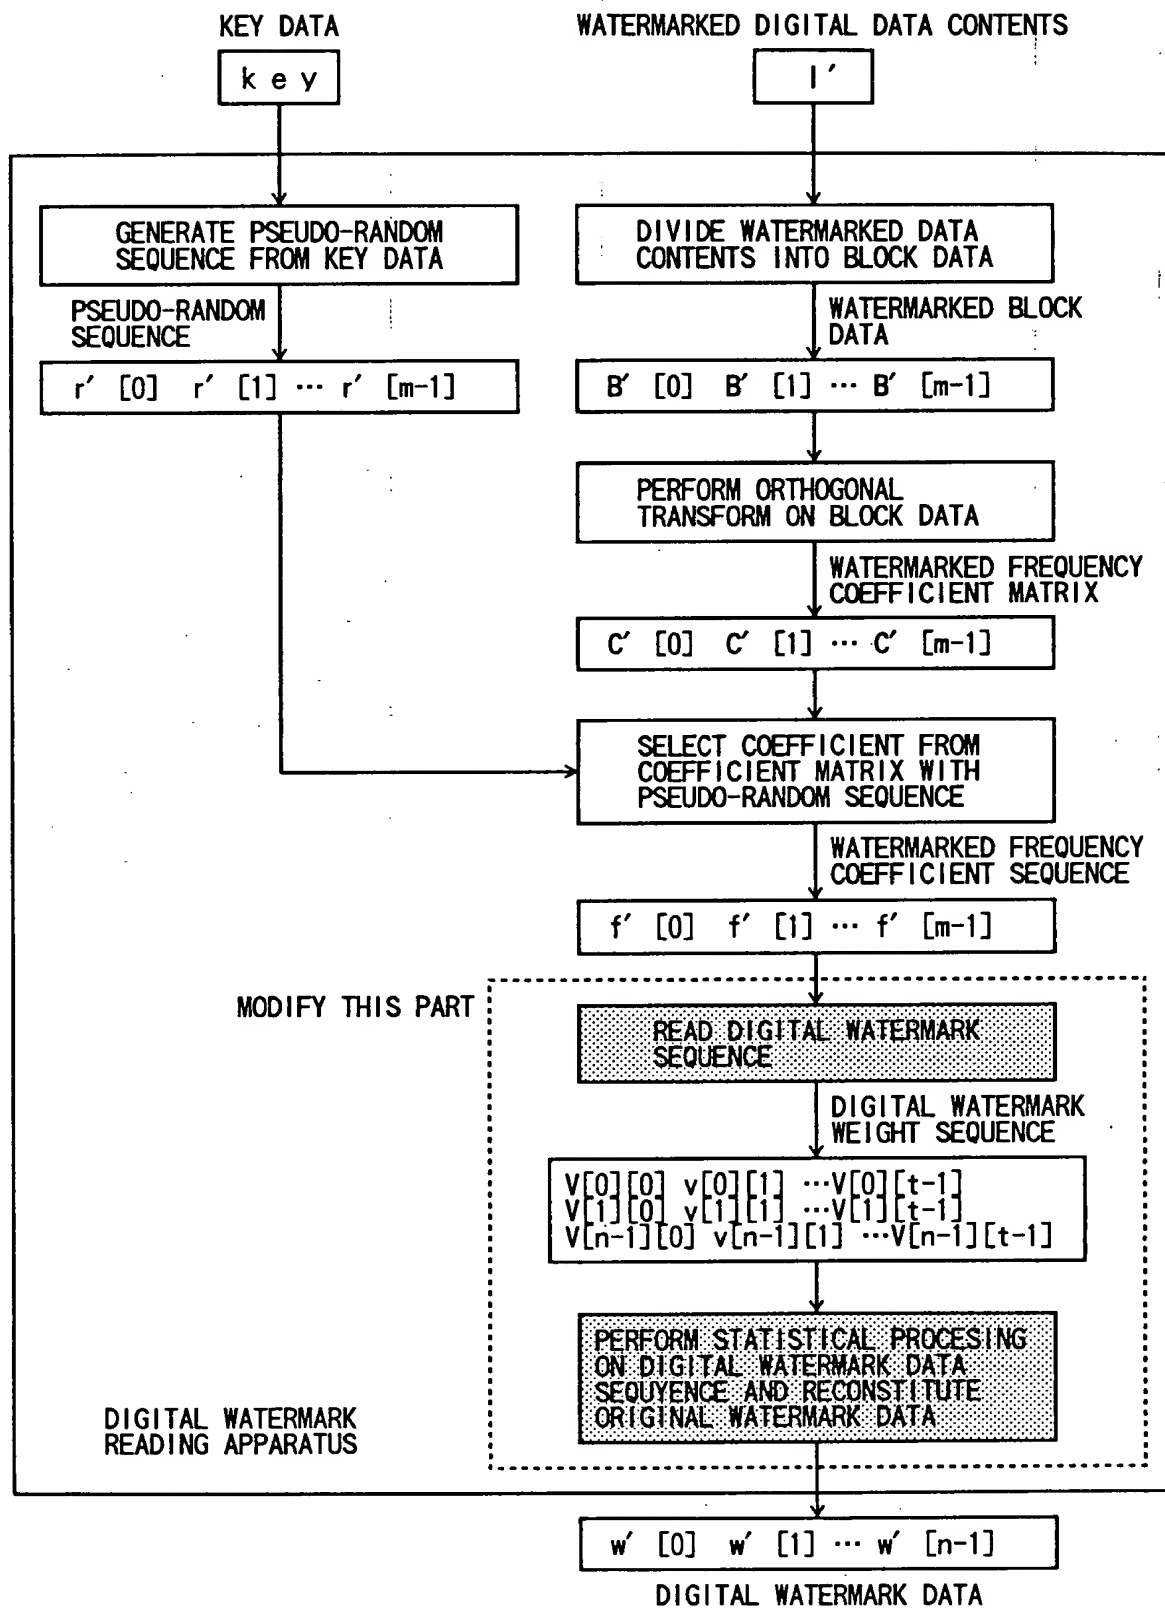 KEY DATA
WATERMARKED DIGITAL DATA CONTENTS
key
I′
GENERATE PSEUDO-RANDOM
SEQUENCE FROM KEY DATA
DIVIDE WATERMARKED DATA
CONTENTS INTO BLOCK DATA
PSEUDO-RANDOM
SEQUENCE
WATERMARKED BLOCK
DATA
r′ [0] r′ [1] ··· r′ [m-1]
B′ [0] B′ [1] ··· B′ [m-1]
PERFORM ORTHOGONAL
TRANSFORM ON BLOCK DATA
WATERMARKED FREQUENCY
COEFFICIENT MATRIX
C′ [0] C′ [1] ··· C′ [m-1]
SELECT COEFFICIENT FROM
COEFFICIENT MATRIX WITH
PSEUDO-RANDOM SEQUENCE
WATERMARKED FREQUENCY
COEFFICIENT SEQUENCE
f′ [0] f′ [1] ··· f′ [m-1]
MODIFY THIS PART
READ DIGITAL WATERMARK
SEQUENCE
DIGITAL WATERMARK
WEIGHT SEQUENCE
V[0][0] v[0][1] ···V[0][t-1]
V[1][0] v[1][1] ···V[1][t-1]
V[n-1][0] v[n-1][1] ···V[n-1][t-1]
PERFORM STATISTICAL PROCESING
ON DIGITAL WATERMARK DATA
SEQUYENCE AND RECONSTITUTE
ORIGINAL WATERMARK DATA
DIGITAL WATERMARK
READING APPARATUS
w′ [0] w′ [1] ··· w′ [n-1]
DIGITAL WATERMARK DATA